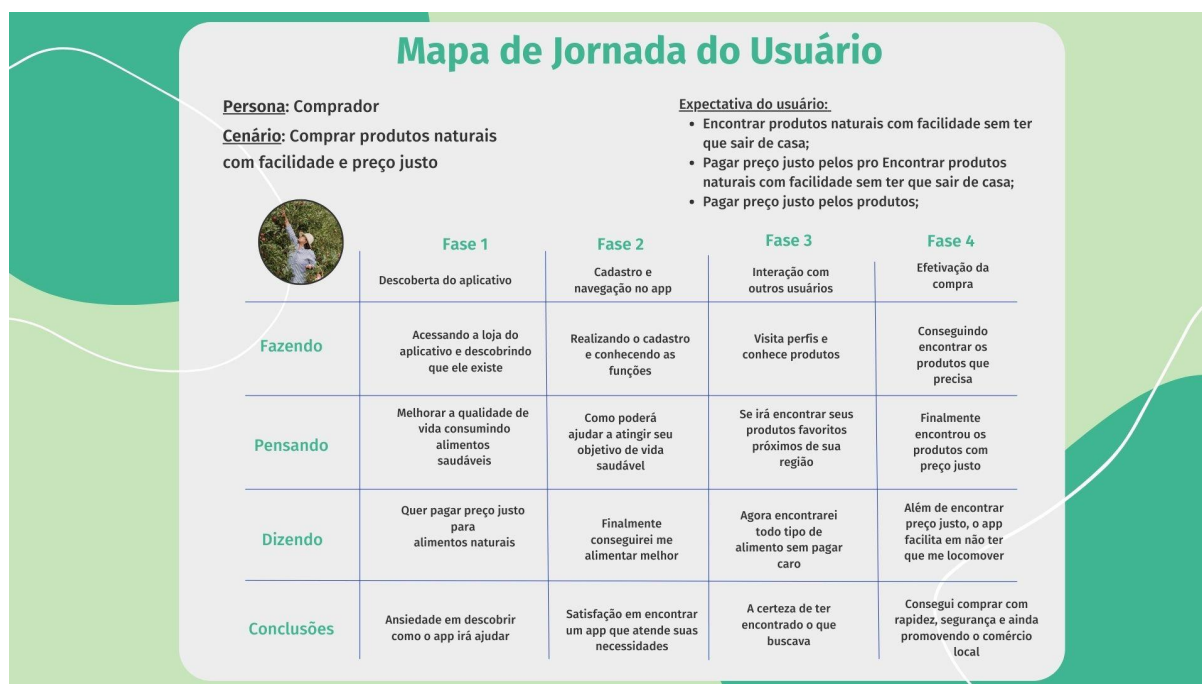 Mapa de Jornada do Usuário
Persona: Comprador
Cenário: Comprar produtos naturais
com facilidade e preço justo
Expectativa do usuário:
• Encontrar produtos naturais com facilidade sem ter
que sair de casa;
• Pagar preço justo pelos pro Encontrar produtos
naturais com facilidade sem ter que sair de casa;
• Pagar preço justo pelos produtos;
Fase 1
Descoberta do aplicativo
Fase 2
Cadastro e
navegação no app
Fase 3
Interação com
outros usuários
Fase 4
Efetivação da
compra
Fazendo
Acessando a loja do
aplicativo e descobrindo
que ele existe
Realizando o cadastro
e conhecendo as
funções
Visita perfis e
conhece produtos
Conseguindo
encontrar os
produtos que
precisa
Pensando
Melhorar a qualidade de
vida consumindo
alimentos
saudáveis
Como poderá
ajudar a atingir seu
objetivo de vida
saudável
Se irá encontrar seus
produtos favoritos
próximos de sua
região
Finalmente
encontrou os
produtos com
preço justo
Dizendo
Quer pagar preço justo
para
alimentos naturais
Finalmente
conseguirei me
alimentar melhor
Agora encontrarei
todo tipo de
alimento sem pagar
caro
Além de encontrar
preço justo, o app
facilita em não ter
que me locomover
Conclusões
Ansiedade em descobrir
como o app irá ajudar
Satisfação em encontrar
um app que atende suas
necessidades
A certeza de ter
encontrado o que
buscava
Consegui comprar com
rapidez, segurança e ainda
promovendo o comércio
local